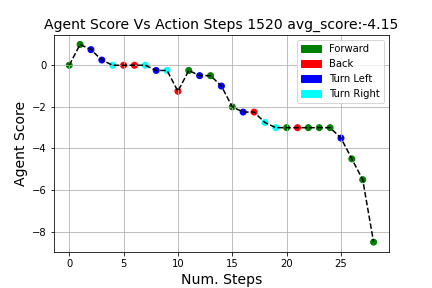 Agent Score Vs Action Steps 1520 avg_score:-4.15
Agent Score
0
−2
−4
−6
−8
Forward
Back
Turn Left
Turn Right
0 5 10 15 20 25
Num. Steps